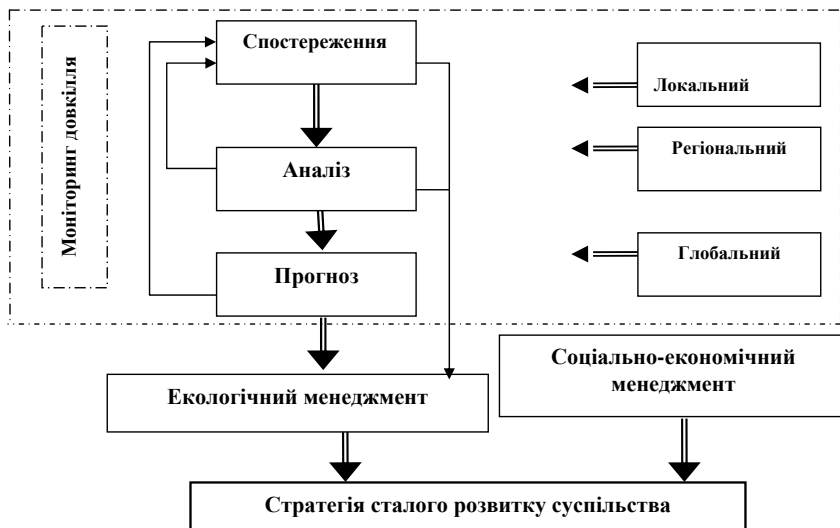 Моніторинг довкілля
Спостереження
Аналіз
Прогноз
Локальний
Регіональний
Глобальний
Екологічний менеджмент
Соціально-економічний
менеджмент
Стратегія сталого розвитку суспільства